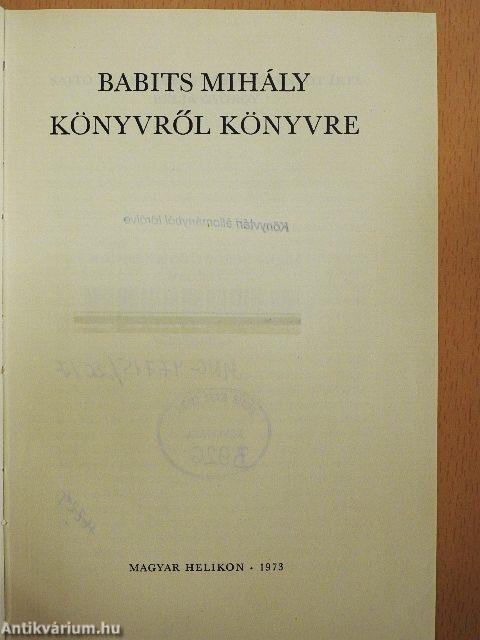 BABITS MIHÁLY
KÖNYVRŐL KÖNYVRE
Könyvtári állományból törölve
MAGYAR HELIKON · 1973
Antikvárium.hu